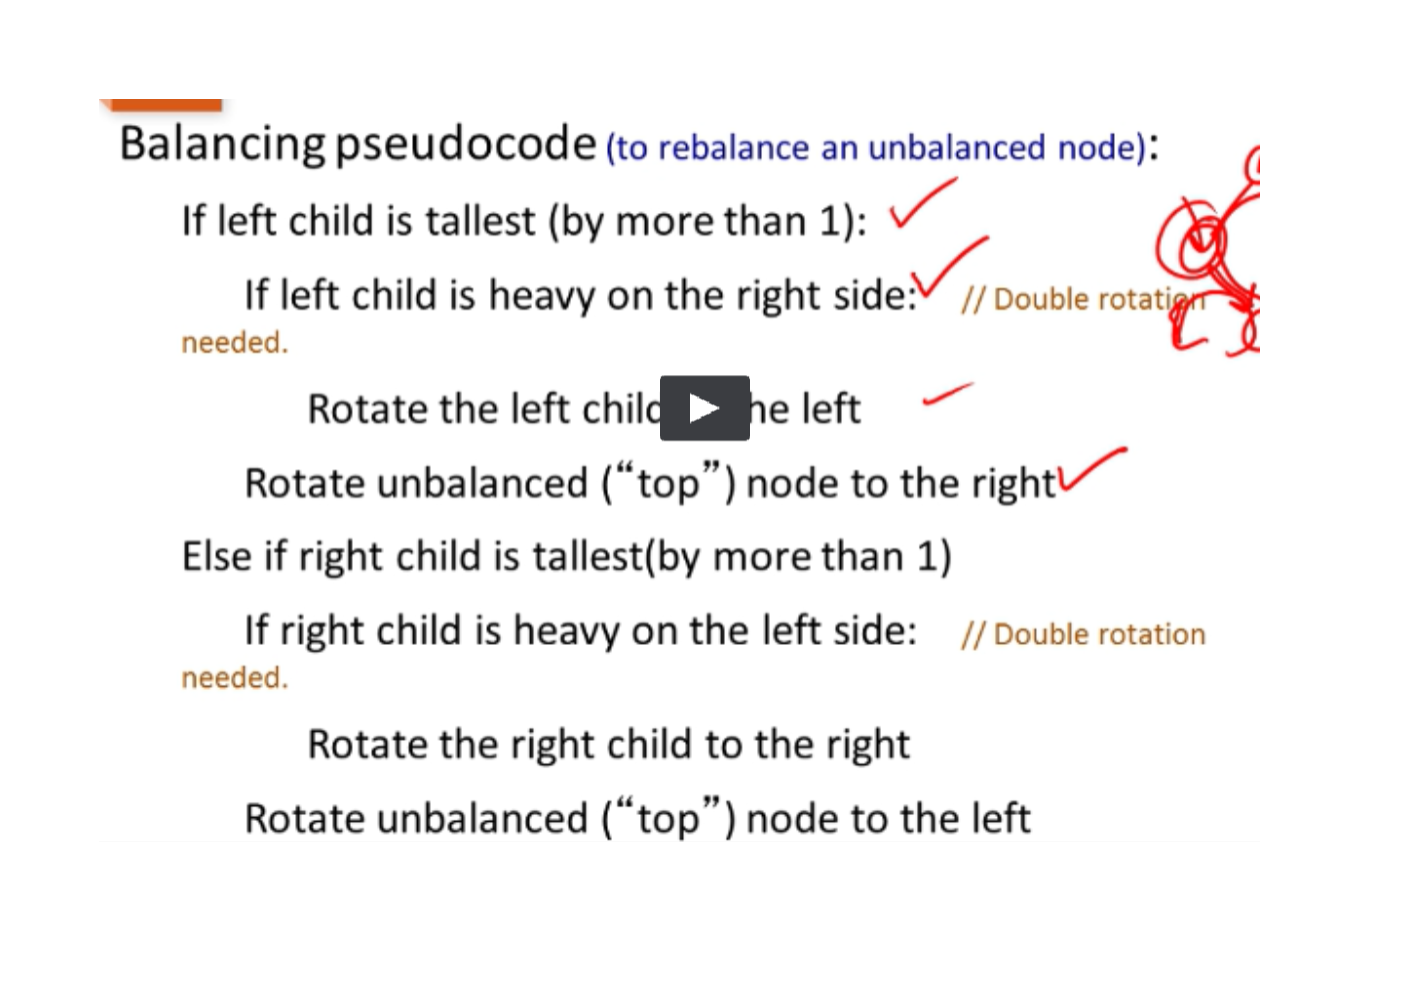 Balancing pseudocode (to rebalance an unbalanced node):
If left child is tallest (by more than 1):
If left child is heavy on the right side: // Double rotation
needed.
Rotate the left he left
Rotate unbalanced (“top”) node to the right
Else if right child is tallest(by more than 1)
If right child is heavy on the left side: // Double rotation
needed.
Rotate the right child to the right
Rotate unbalanced (“top”) node to the left